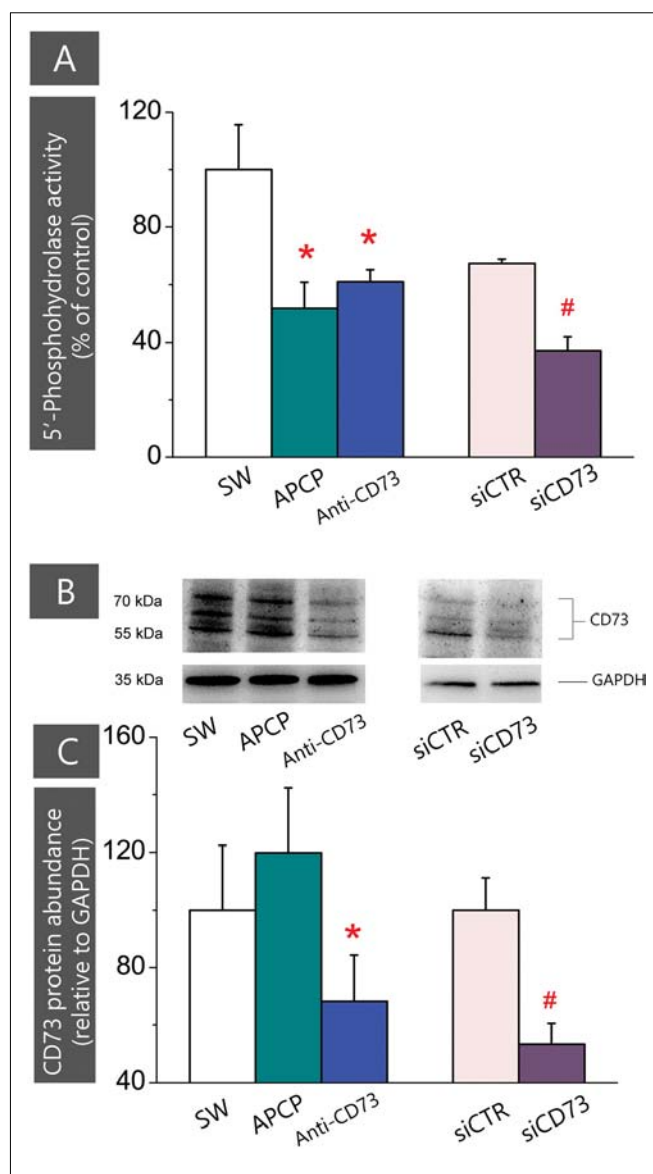 A
5′-Phosphohydrolase activity
(% of control)
120
80
40
0
*
*
#
SW
APCP
Anti-CD73
siCTR
siCD73
B
70 kDa
55 kDa
35 kDa
CD73
GAPDH
SW
APCP
Anti-CD73
siCTR
siCD73
C
CD73 protein abundance
(relative to GAPDH)
160
120
80
40
*
#
SW
APCP
Anti-CD73
siCTR
siCD73